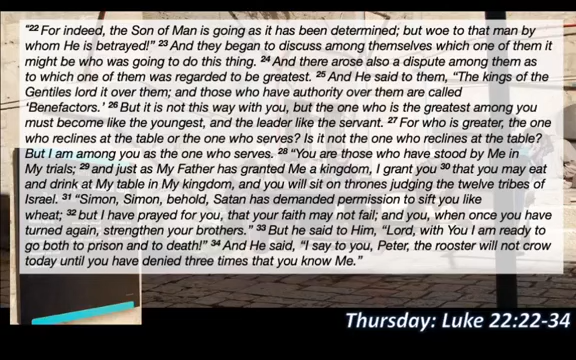 "22 For indeed, the Son of Man is going as it has been determined; but woe to that man by
whom He is betrayed!" 23 And they began to discuss among themselves which one of them it
might be who was going to do this thing. 24 And there arose also a dispute among them as
to which one of them was regarded to be greatest. 25 And He said to them, "The kings of the
Gentiles lord it over them; and those who have authority over them are called
'Benefactors.' 26 But it is not this way with you, but the one who is the greatest among you
must become like the youngest, and the leader like the servant. 27 For who is greater, the one
who reclines at the table or the one who serves? Is it not the one who reclines at the table?
But I am among you as the one who serves. 28 "You are those who have stood by Me in
My trials; 29 and just as My Father has granted Me a kingdom, I grant you 30 that you may eat
and drink at My table in My kingdom, and you will sit on thrones judging the twelve tribes of
Israel. 31 "Simon, Simon, behold, Satan has demanded permission to sift you like
wheat; 32 but I have prayed for you, that your faith may not fail; and you, when once you have
turned again, strengthen your brothers." 33 But he said to Him, "Lord, with You I am ready to
go both to prison and to death!" 34 And He said, "I say to you, Peter, the rooster will not crow
today until you have denied three times that you know Me."
Thursday: Luke 22:22-34